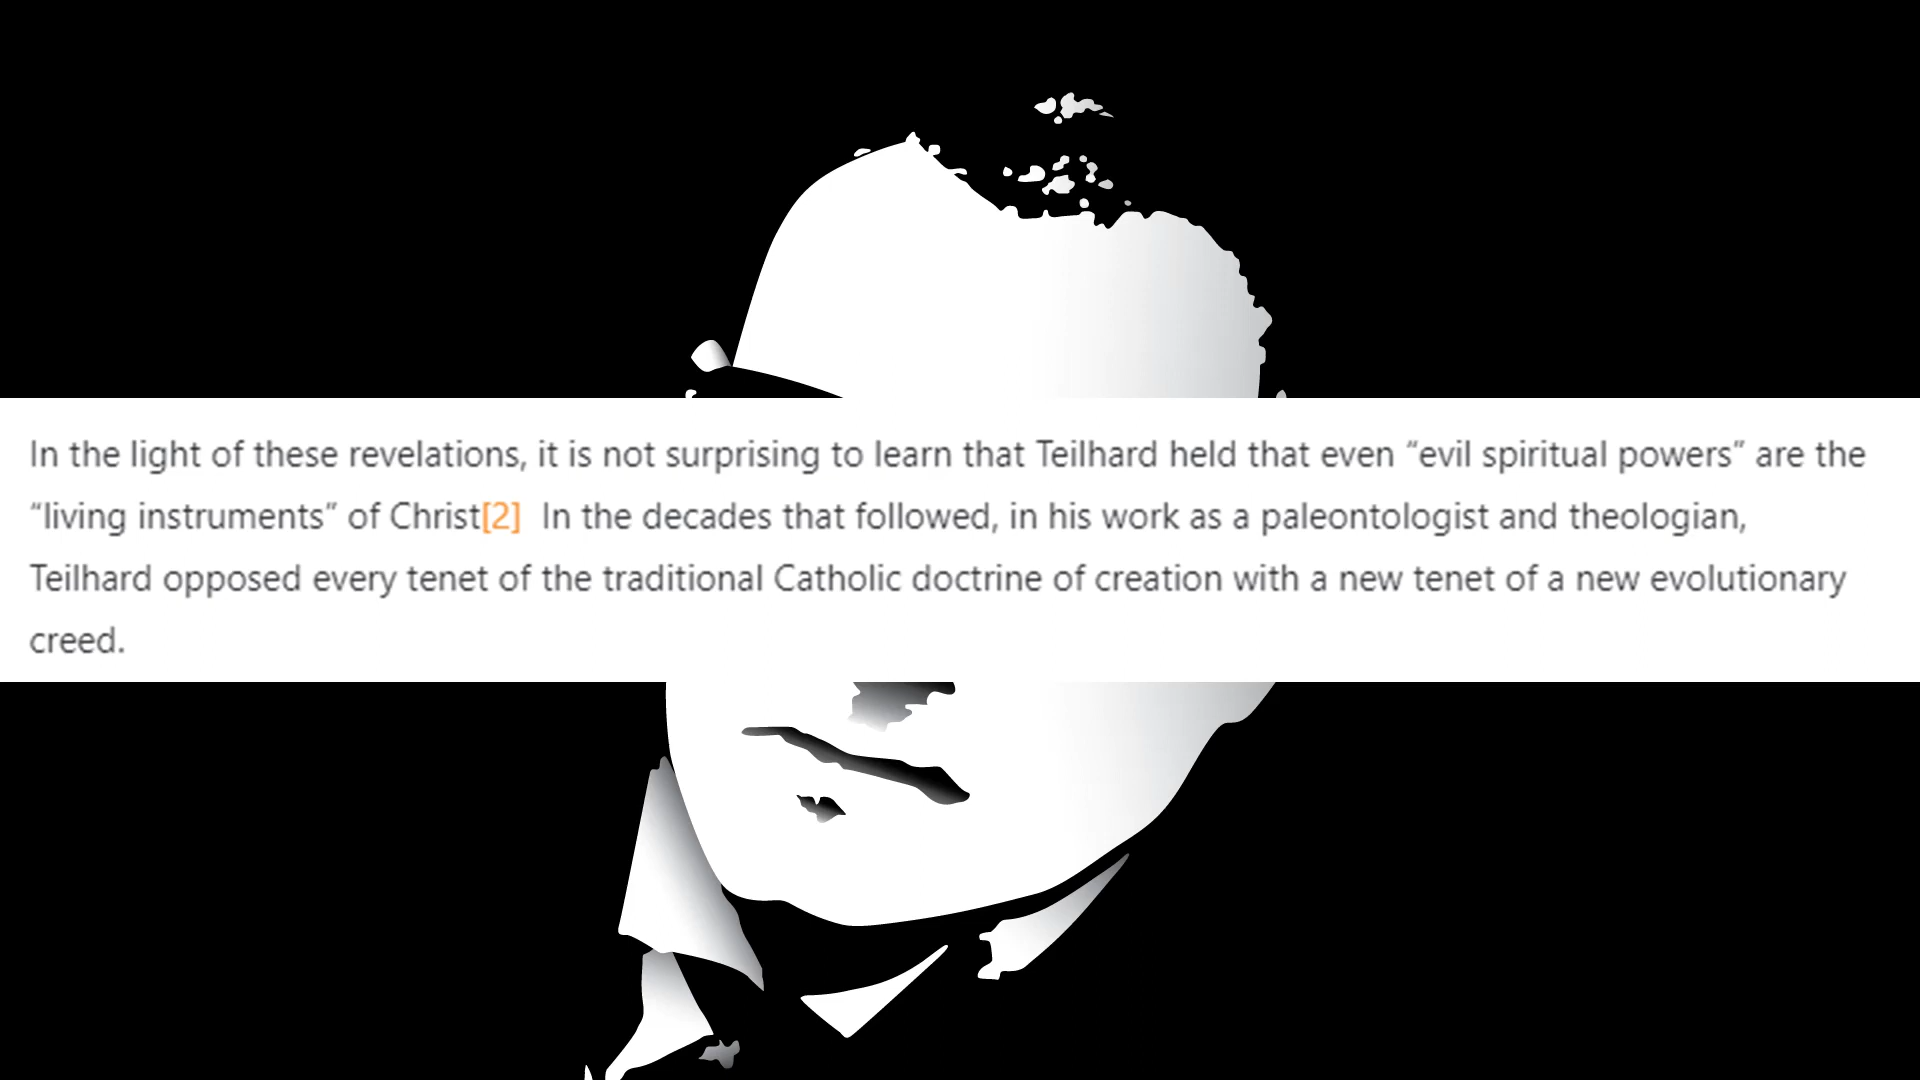 In the light of these revelations, it is not surprising to learn that Teilhard held that even “evil spiritual powers” are the
“living instruments” of Christ[2]  In the decades that followed, in his work as a paleontologist and theologian,
Teilhard opposed every tenet of the traditional Catholic doctrine of creation with a new tenet of a new evolutionary
creed.